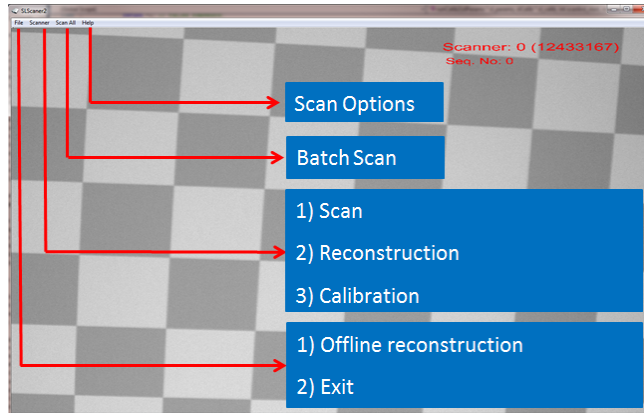 SLScaner2
File Scanner Scan All Help
Scanner: 0 (12433167)
Seq. No: 0
Scan Options
Batch Scan
1) Scan
2) Reconstruction
3) Calibration
1) Offline reconstruction
2) Exit